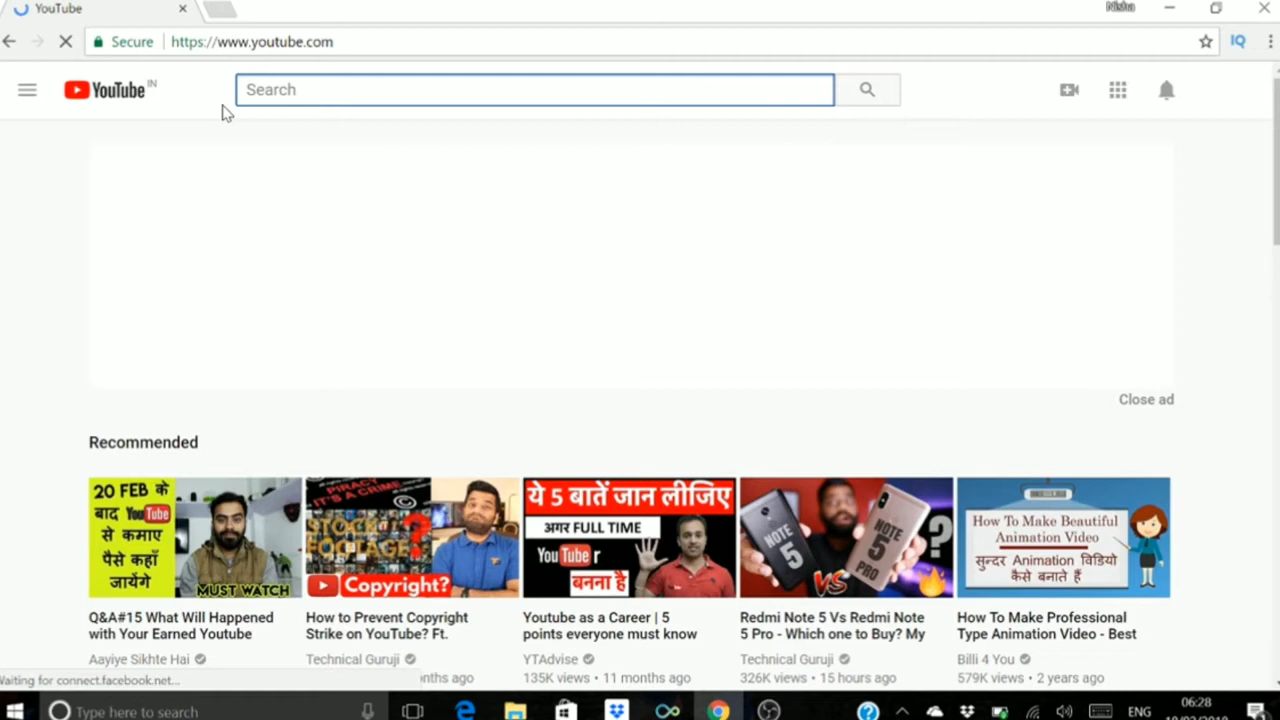 YouTube
Nisha
Secure
https://www.youtube.com
IQ
YouTube IN
Search
Close ad
Recommended
20 FEB के
बाद YouTube
से कमाए
पैसे कहाँ
जायेंगे
MUST WATCH
PIRACY
IT'S A CRIME
STOCK
FOOTAGE
Copyright?
ये 5 बातें जान लीजिए
अगर FULL TIME
YouTube r
बनना है
NOTE
5
VS
NOTE
5
PRO
?
How To Make Beautiful
Animation Video
सुन्दर Animation विडियो
कैसे बनाते हैं
Q&A#15 What Will Happened
with Your Earned Youtube
Aayiye Sikhte Hai
How to Prevent Copyright
Strike on YouTube? Ft.
Technical Guruji
nths ago
Youtube as a Career | 5
points everyone must know
YTAdvise
135K views • 11 months ago
Redmi Note 5 Vs Redmi Note
5 Pro - Which one to Buy? My
Technical Guruji
326K views • 15 hours ago
How To Make Professional
Type Animation Video - Best
Billi 4 You
579K views • 2 years ago
Waiting for connect.facebook.net...
Type here to search
ENG
06:28